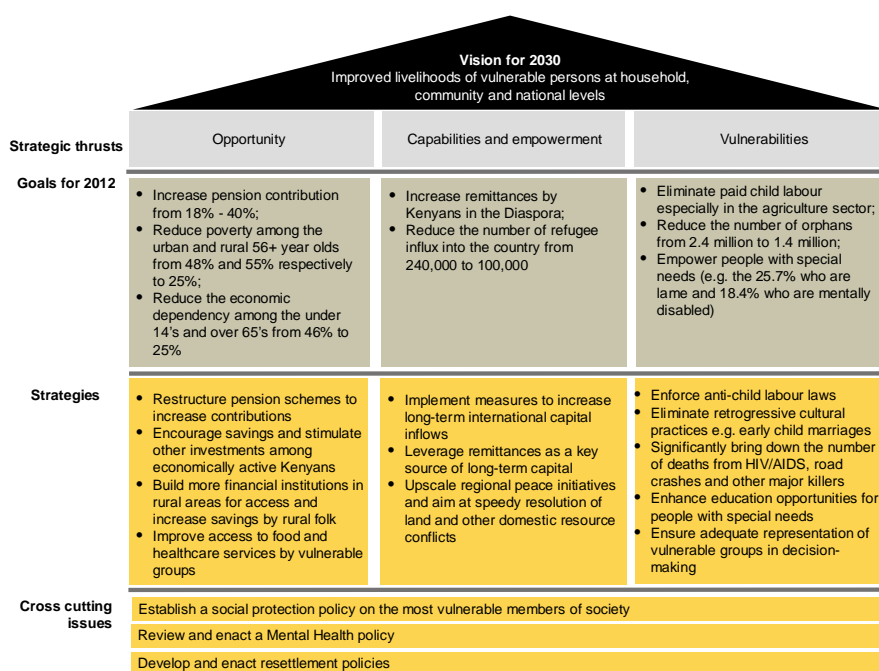 Vision for 2030
Improved livelihoods of vulnerable persons at household,
community and national levels
Strategic thrusts
Opportunity
Capabilities and empowerment
Vulnerabilities
Goals for 2012
• Increase pension contribution
from 18% - 40%;
• Reduce poverty among the
urban and rural 56+ year olds
from 48% and 55% respectively
to 25%;
• Reduce the economic
dependency among the under
14's and over 65's from 46% to
25%
• Increase remittances by
Kenyans in the Diaspora;
• Reduce the number of refugee
influx into the country from
240,000 to 100,000
• Eliminate paid child labour
especially in the agriculture sector;
• Reduce the number of orphans
from 2.4 million to 1.4 million;
• Empower people with special
needs (e.g. the 25.7% who are
lame and 18.4% who are mentally
disabled)
Strategies
• Restructure pension schemes to
increase contributions
• Encourage savings and stimulate
other investments among
economically active Kenyans
• Build more financial institutions in
rural areas for access and
increase savings by rural folk
• Improve access to food and
healthcare services by vulnerable
groups
• Implement measures to increase
long-term international capital
inflows
• Leverage remittances as a key
source of long-term capital
• Upscale regional peace initiatives
and aim at speedy resolution of
land and other domestic resource
conflicts
• Enforce anti-child labour laws
• Eliminate retrogressive cultural
practices e.g. early child marriages
• Significantly bring down the number
of deaths from HIV/AIDS, road
crashes and other major killers
• Enhance education opportunities for
people with special needs
• Ensure adequate representation of
vulnerable groups in decision-
making
Cross cutting
issues
Establish a social protection policy on the most vulnerable members of society
Review and enact a Mental Health policy
Develop and enact resettlement policies